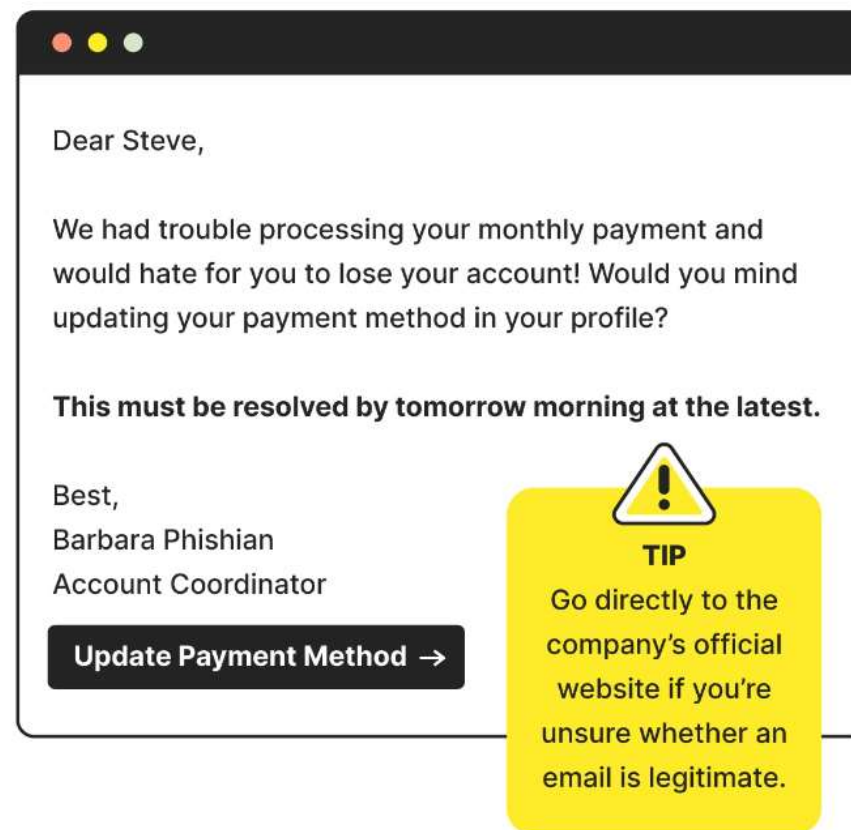 Dear Steve,
We had trouble processing your monthly payment and
would hate for you to lose your account! Would you mind
updating your payment method in your profile?
This must be resolved by tomorrow morning at the latest.
Best,
Barbara Phishian
Account Coordinator
Update Payment Method →
TIP
Go directly to the
company’s official
website if you’re
unsure whether an
email is legitimate.